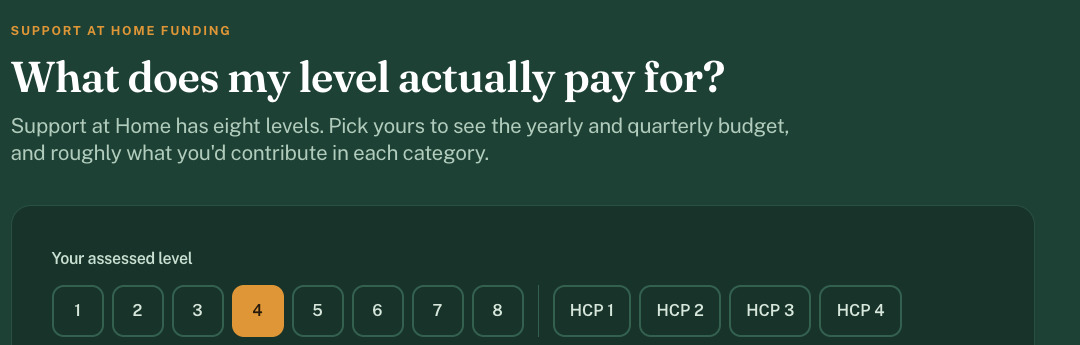 SUPPORT AT HOME FUNDING
What does my level actually pay for?
Support at Home has eight levels. Pick yours to see the yearly and quarterly budget,
and roughly what you'd contribute in each category.
Your assessed level
1 2 3 4 5 6 7 8 HCP 1 HCP 2 HCP 3 HCP 4